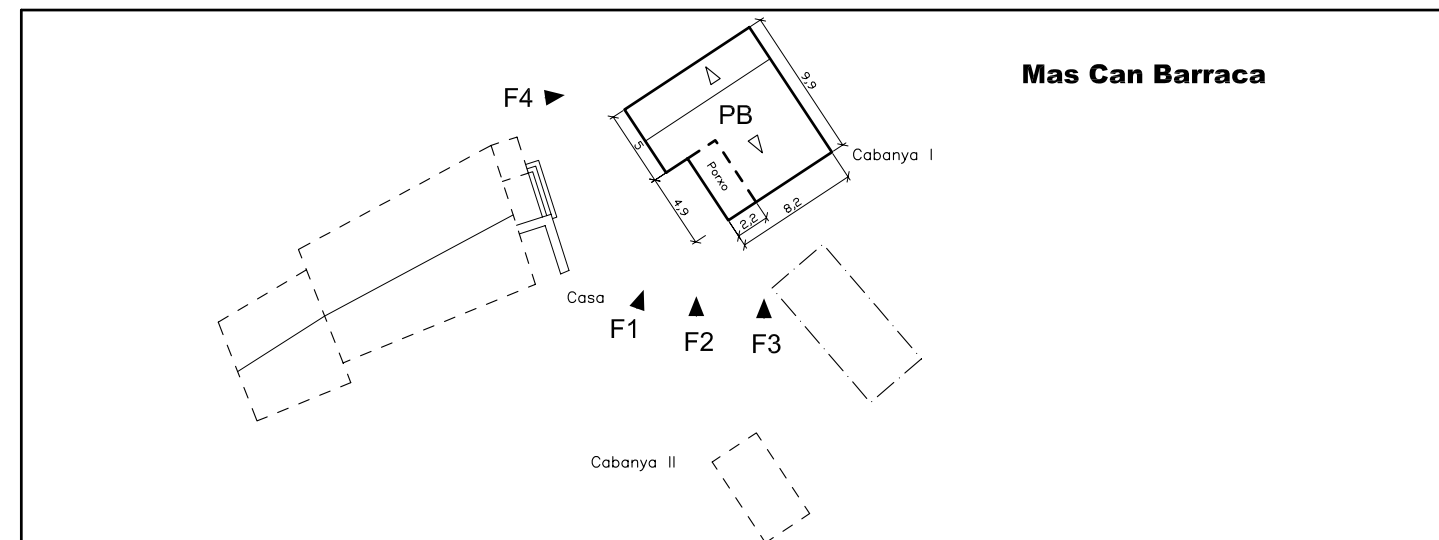 Mas Can Barraca
F4
PB
9,9
5
Porxo
Cabanya I
4,9
2,2
8,2
Casa
F1
F2
F3
Cabanya II